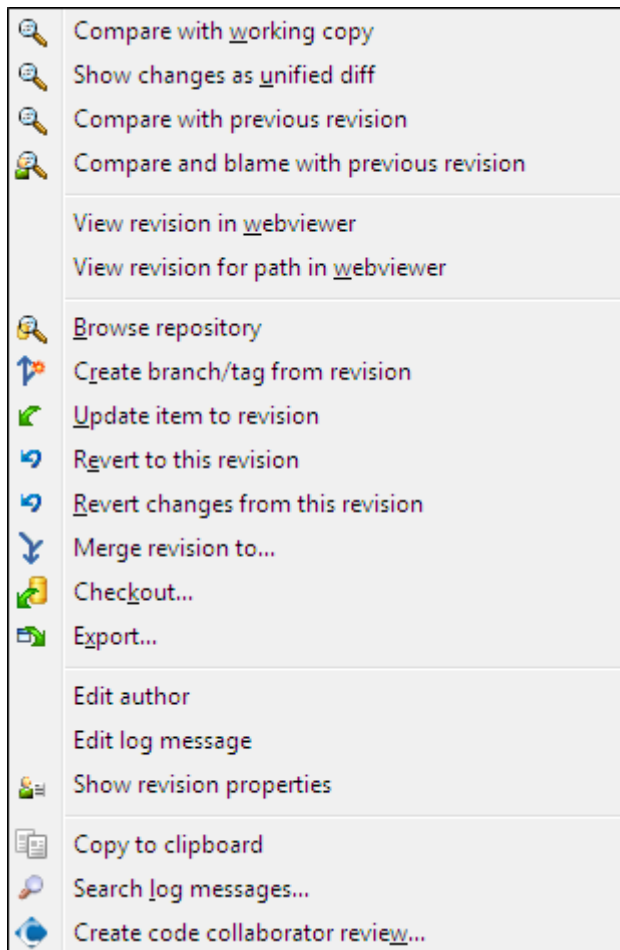 Compare with working copy
Show changes as unified diff
Compare with previous revision
Compare and blame with previous revision
View revision in webviewer
View revision for path in webviewer
Browse repository
Create branch/tag from revision
Update item to revision
Revert to this revision
Revert changes from this revision
Merge revision to...
Checkout...
Export...
Edit author
Edit log message
Show revision properties
Copy to clipboard
Search log messages...
Create code collaborator review...